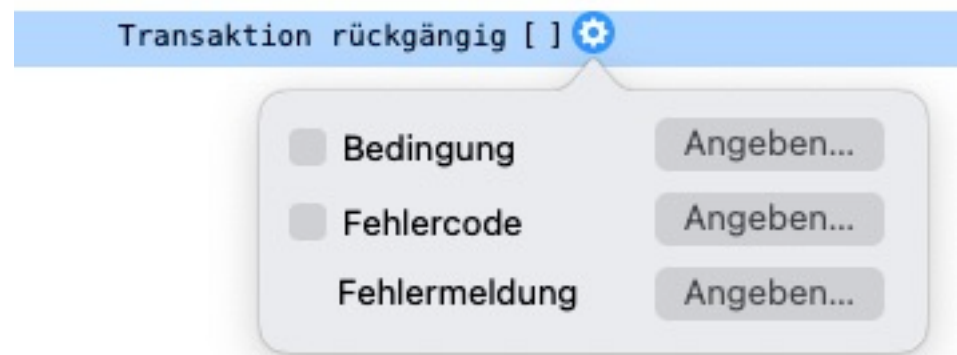 Transaktion rückgängig [ ]
Bedingung Angeben...
Fehlercode Angeben...
Fehlermeldung Angeben...